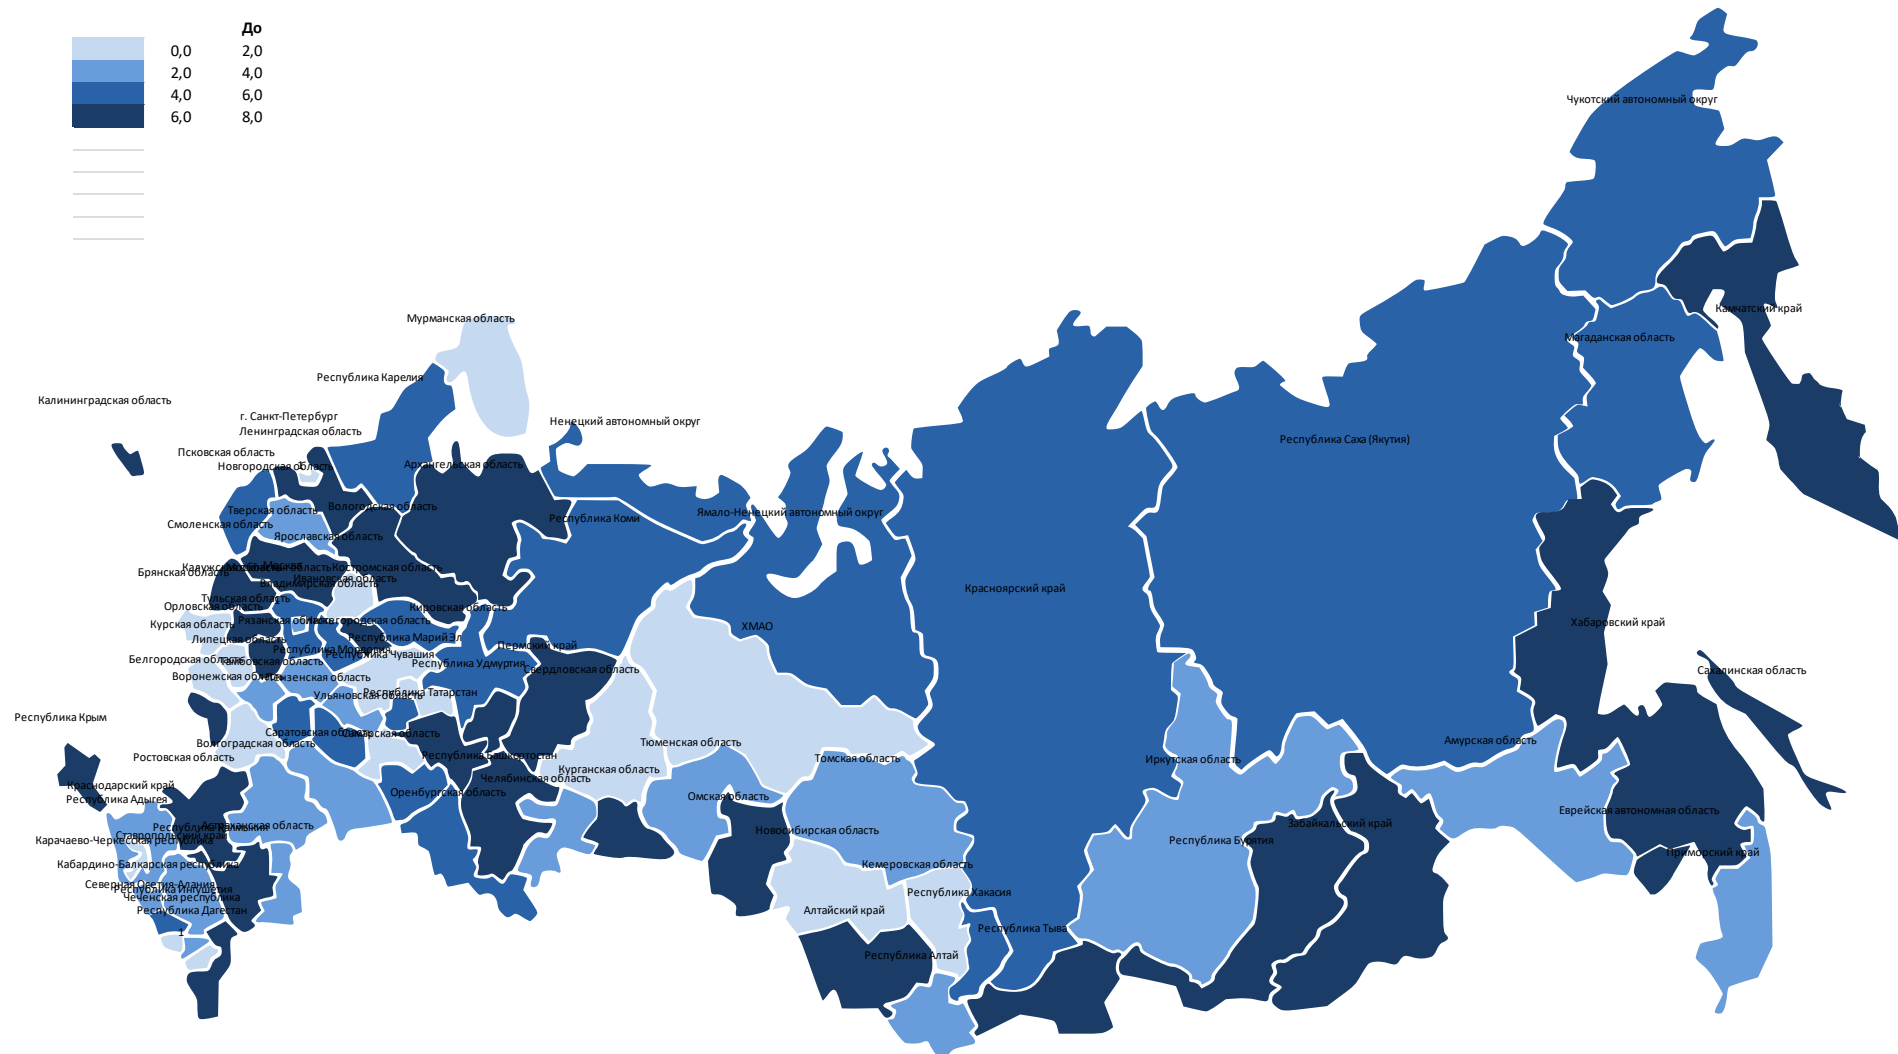 До
0,0 2,0
2,0 4,0
4,0 6,0
6,0 8,0
Чукотский автономный округ
Камчатский край
Мурманская область
Магаданская область
Республика Карелия
Калининградская область
г. Санкт-Петербург
Ненецкий автономный округ
Ленинградская область
Республика Саха (Якутия)
Псковская область
Новгородская область
1
Архангельская область
Тверская область
Вологодская область
Ямало-Ненецкий автономный округ
Республика Коми
Смоленская область
Ярославская область
Калужская область
Московская область
г. Москва
Костромская область
Брянская область
Ивановская область
Владимирская область
Красноярский край
Тульская область
Орловская область
Кировская область
Курская область
Рязанская область
Нижегородская область
ХМАО
Хабаровский край
Липецкая область
Республика Марий Эл
Пермский край
Республика Мордовия
Республика Чувашия
Белгородская область
Тамбовская область
Республика Удмуртия
Свердловская область
Сахалинская область
Воронежская область
Пензенская область
Ульяновская область
Республика Татарстан
Республика Крым
Саратовская область
Самарская область
Волгоградская область
Тюменская область
Амурская область
Ростовская область
Республика Башкортостан
Томская область
Иркутская область
Курганская область
Челябинская область
Краснодарский край
Республика Адыгея
Оренбургская область
Омская область
Еврейская автономная область
Республика Калмыкия
Астраханская область
Забайкальский край
Ставропольский край
Карачаево-Черкесская республика
Новосибирская область
Республика Бурятия
Приморский край
Кабардино-Балкарская республика
Кемеровская область
Северная Осетия-Алания
Республика Ингушетия
Республика Хакасия
Чеченская республика
Республика Дагестан
Алтайский край
Республика Тыва
1
Республика Алтай